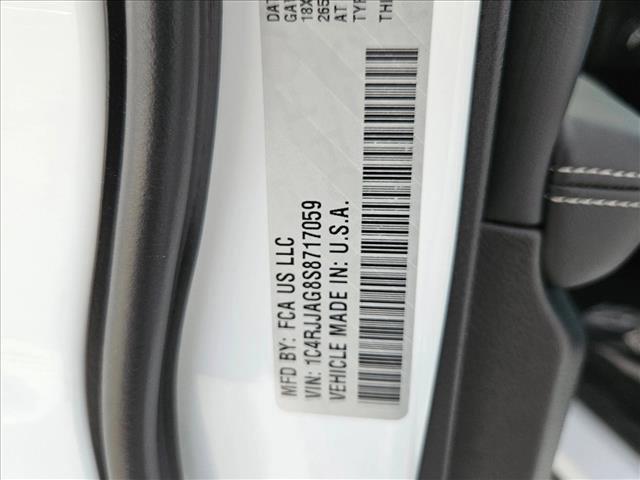 MFD BY: FCA US LLC
VIN: 1C4RJJAG8S8717059
VEHICLE MADE IN: U.S.A.